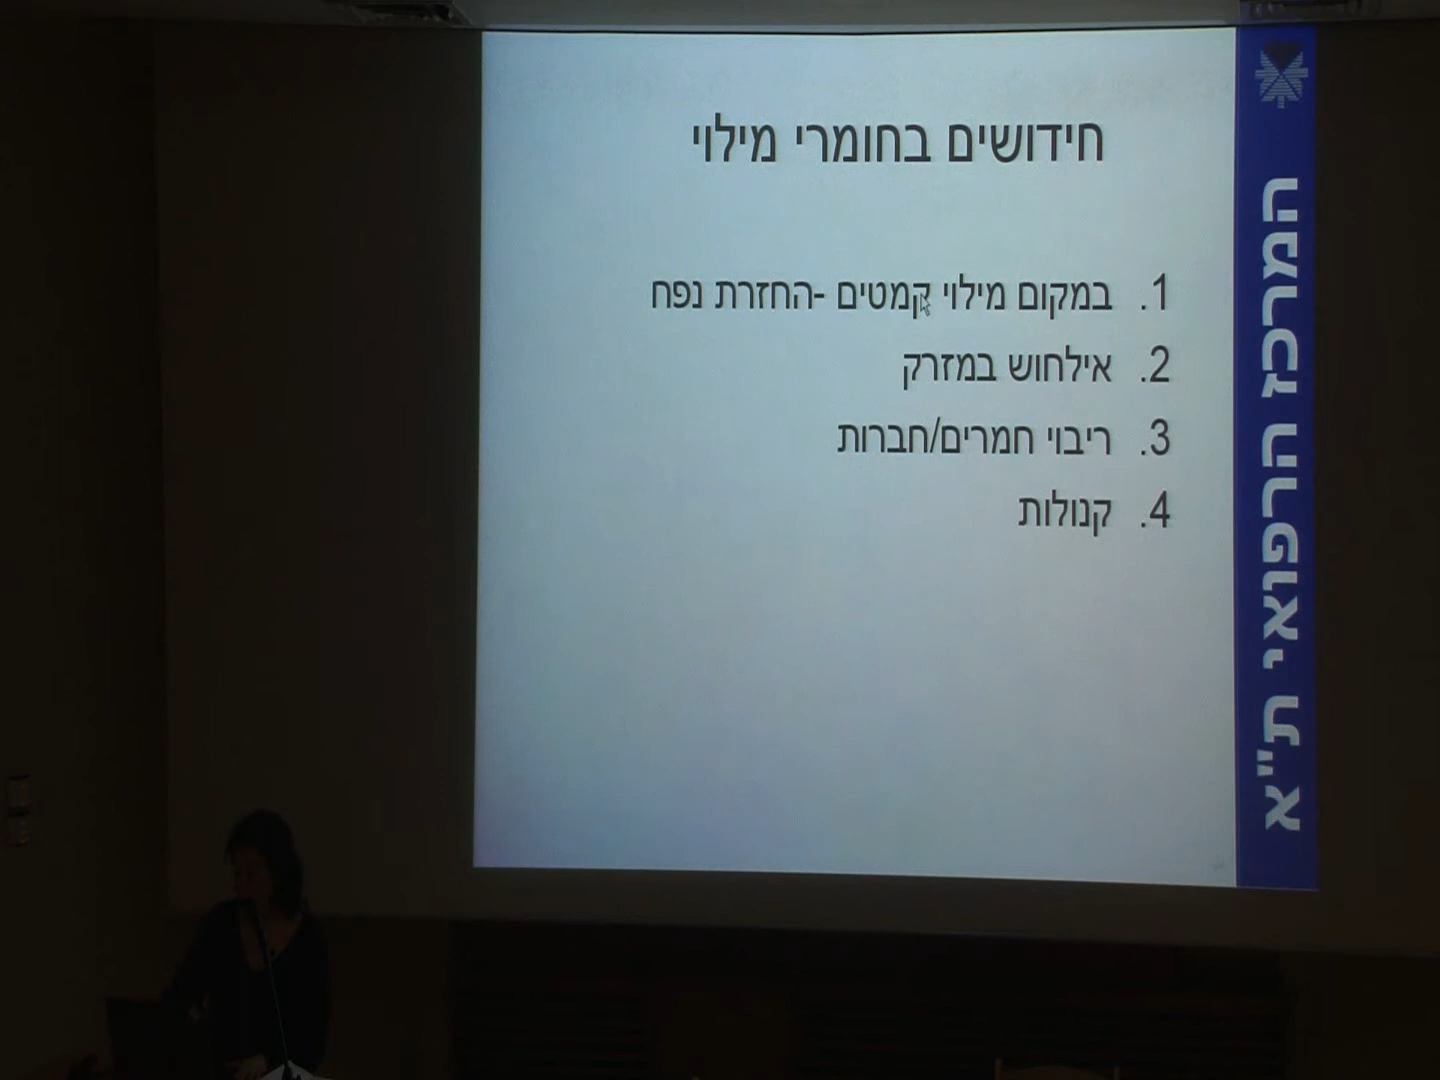 חידושים בחומרי מילוי
1. במקום מילוי קמטים -החזרת נפח
2. אילחוש במזרק
3. ריבוי חמרים/חברות
4. קנולות
המרכז הרפואי ת"א